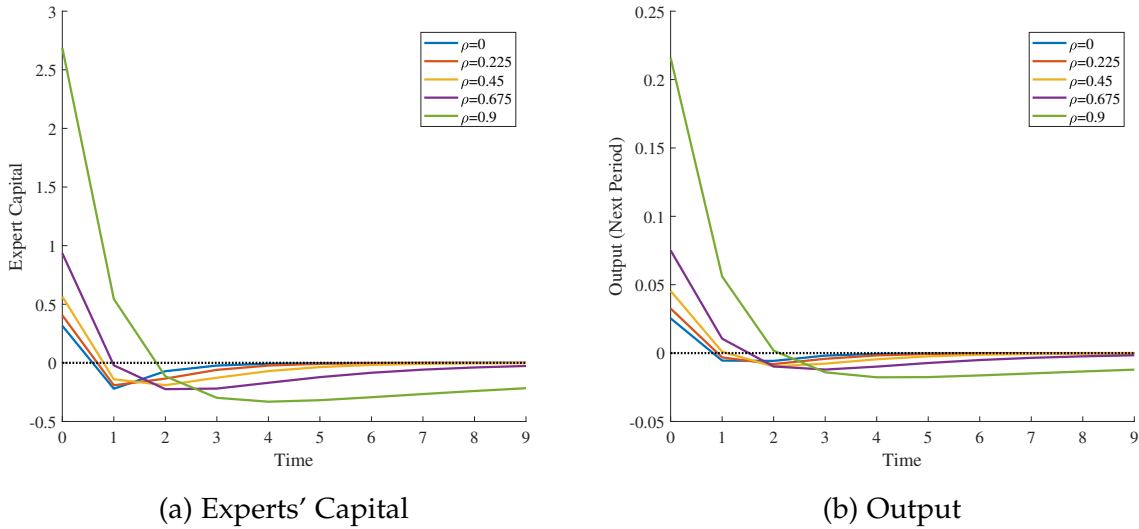 3
2.5
2
1.5
1
0.5
0
-0.5
Expert Capital
0 1 2 3 4 5 6 7 8 9
Time
ρ=0
ρ=0.225
ρ=0.45
ρ=0.675
ρ=0.9
(a) Experts' Capital
0.25
0.2
0.15
0.1
0.05
0
-0.05
Output (Next Period)
0 1 2 3 4 5 6 7 8 9
Time
ρ=0
ρ=0.225
ρ=0.45
ρ=0.675
ρ=0.9
(b) Output